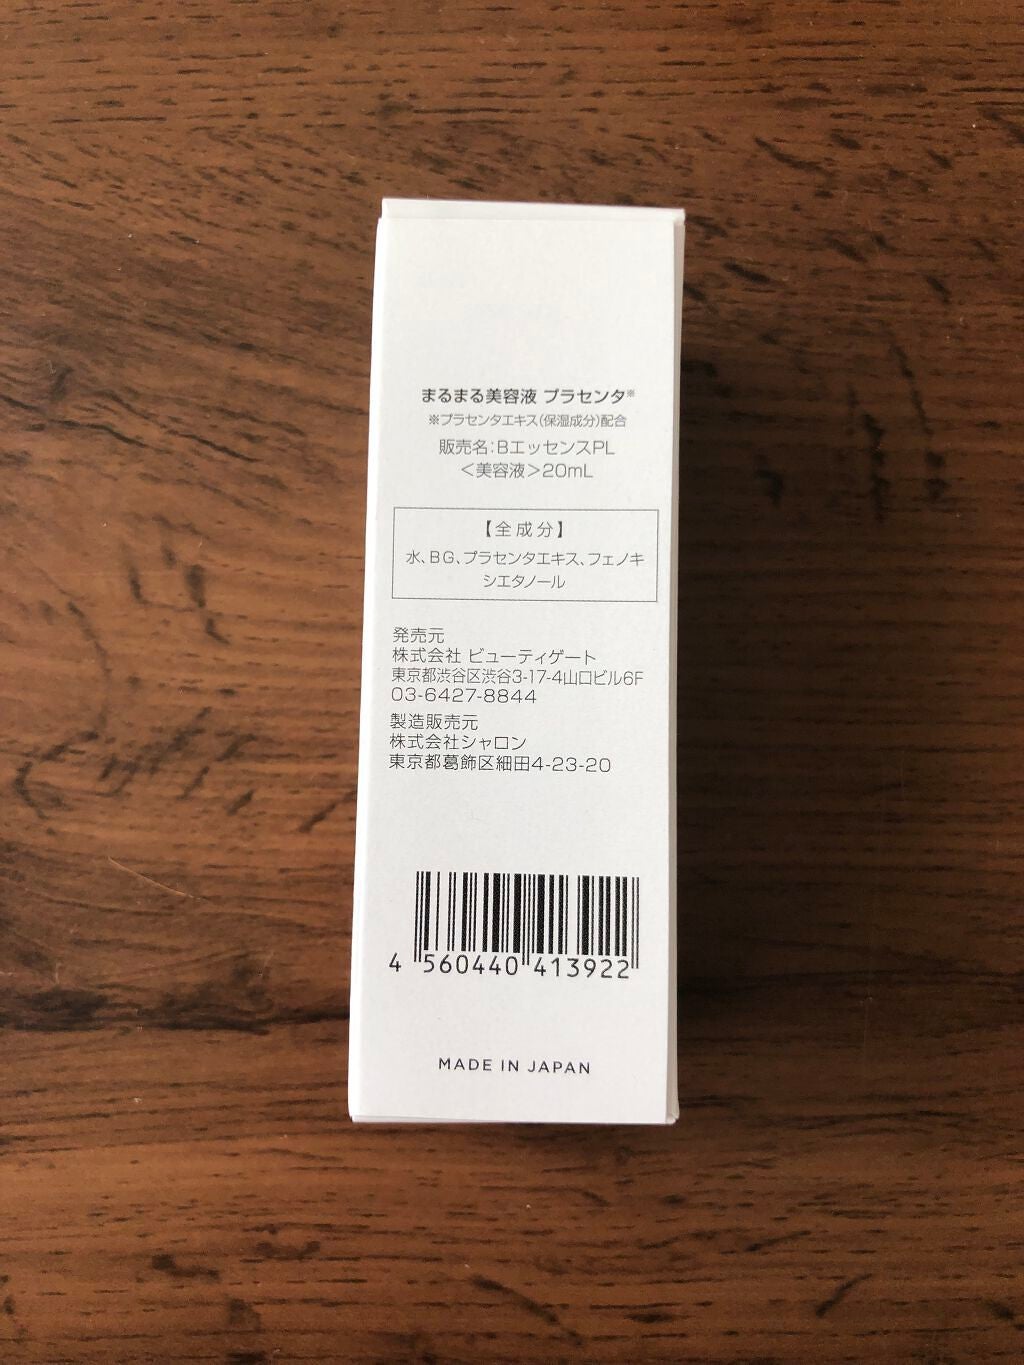 まるまる美容液 プラセンタ※
※プラセンタエキス(保湿成分)配合
販売名:BエッセンスPL
<美容液>20mL
【全成分】
水、BG、プラセンタエキス、フェノキ
シエタノール
発売元
株式会社 ビューティゲート
東京都渋谷区渋谷3-17-4山口ビル6F
03-6427-8844
製造販売元
株式会社シャロン
東京都葛飾区細田4-23-20
4 560440 413922
MADE IN JAPAN